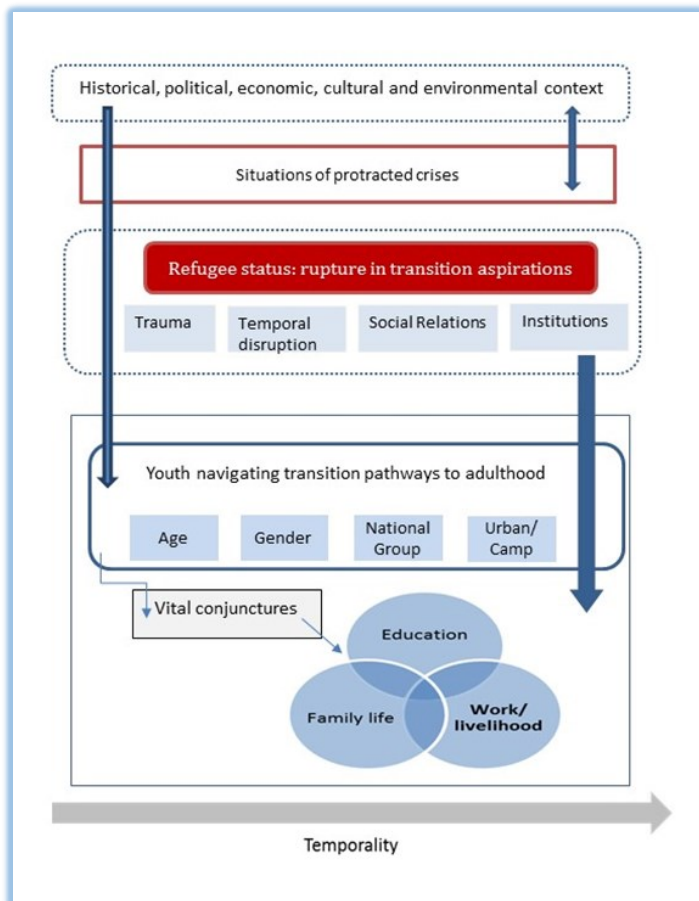 Historical, political, economic, cultural and environmental context
Situations of protracted crises
Refugee status: rupture in transition aspirations
Trauma
Temporal
disruption
Social Relations
Institutions
Youth navigating transition pathways to adulthood
Age
Gender
National
Group
Urban/
Camp
Vital conjunctures
Education
Family life
Work/
livelihood
Temporality